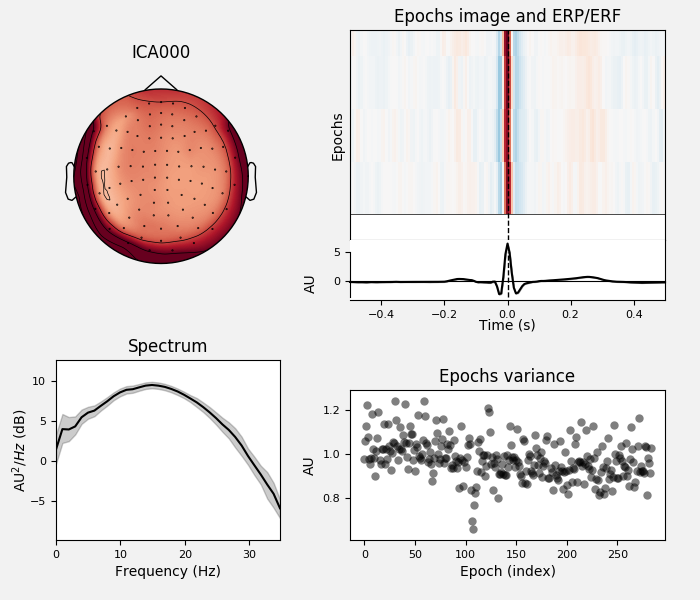 ICA000
Epochs image and ERP/ERF
Epochs
5
0
AU
−0.4 −0.2 0.0 0.2 0.4
Time (s)
Spectrum
10
5
0
−5
AU²/Hz (dB)
0 10 20 30
Frequency (Hz)
Epochs variance
1.2
1.0
0.8
AU
0 50 100 150 200 250
Epoch (index)